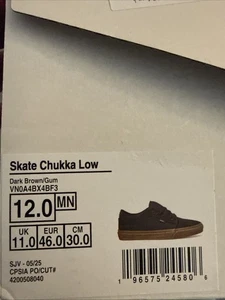 Skate Chukka Low
Dark Brown/Gum
VN0A4BX4BF3
12.0 MN
UK EUR CM
11.0 46.0 30.0
SJV - 05/25
CPSIA PO/CUT#
4200508040
1 96575 24580 6